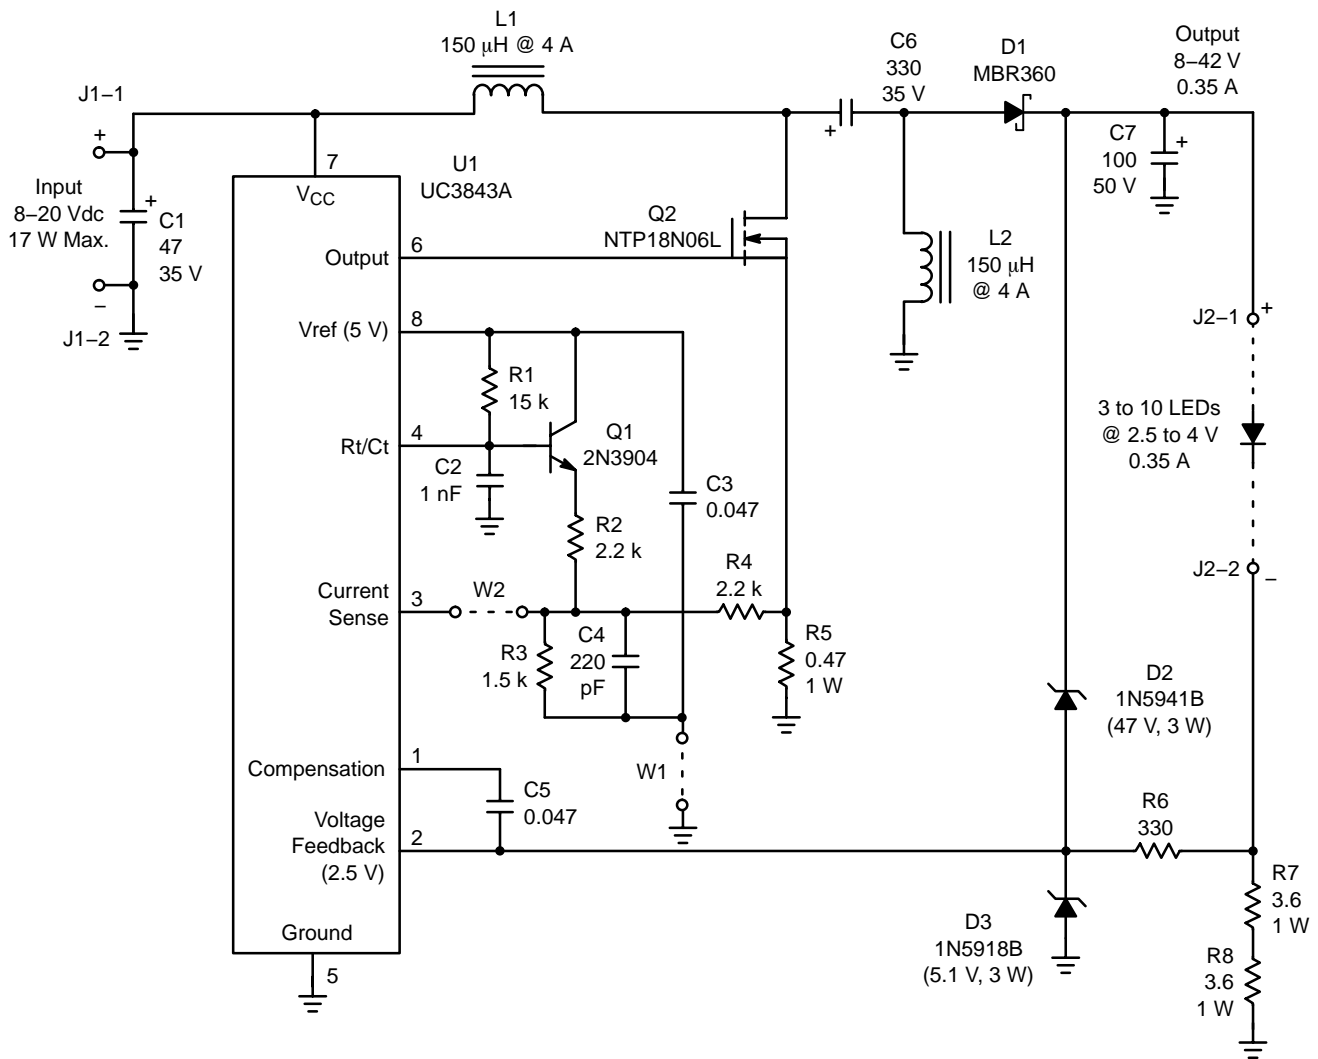 L1
150 μH @ 4 A
C6
330
35 V
D1
MBR360
Output
8–42 V
0.35 A
J1–1
+
Input
8–20 Vdc
17 W Max.
–
J1–2
+
C1
47
35 V
7
U1
UC3843A
VCC
Output
6
Q2
NTP18N06L
+
L2
150 μH
@ 4 A
C7
100
50 V
+
J2–1
+
3 to 10 LEDs
@ 2.5 to 4 V
0.35 A
J2–2
–
Vref (5 V)
8
R1
15 k
Rt/Ct
4
C2
1 nF
Q1
2N3904
C3
0.047
R2
2.2 k
Current
Sense
3
W2
R4
2.2 k
R3
1.5 k
C4
220
pF
R5
0.47
1 W
W1
D2
1N5941B
(47 V, 3 W)
Compensation
1
C5
0.047
Voltage
Feedback
(2.5 V)
2
R6
330
D3
1N5918B
(5.1 V, 3 W)
R7
3.6
1 W
R8
3.6
1 W
Ground
5